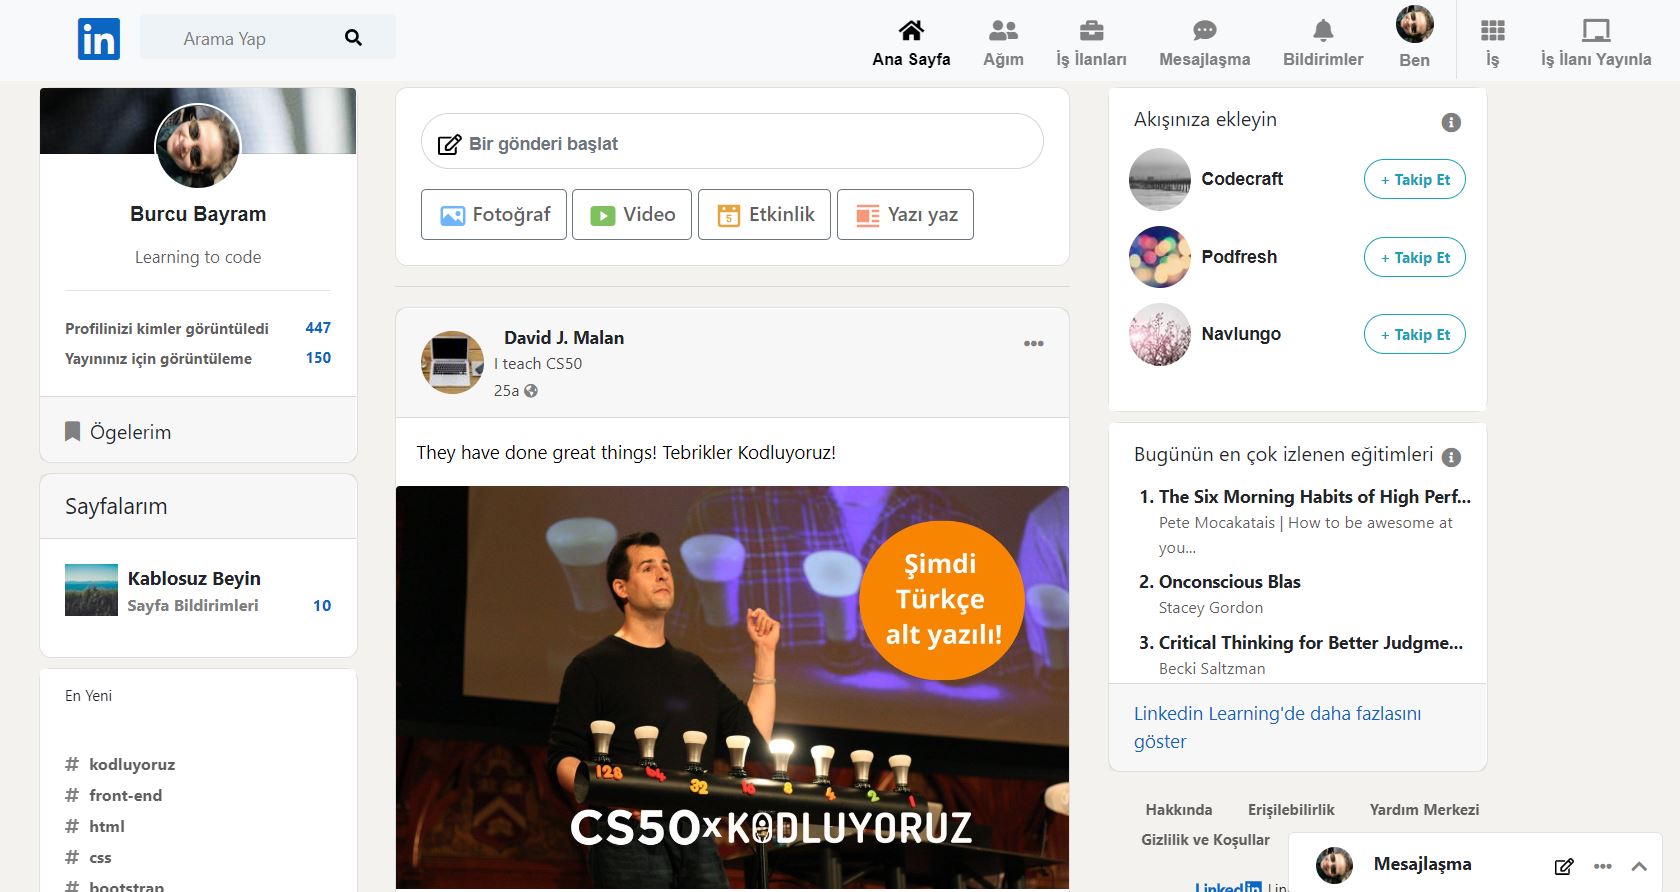 in
Arama Yap
Ana Sayfa
Ağım
İş İlanları
Mesajlaşma
Bildirimler
Ben
İş
İş İlanı Yayınla
Burcu Bayram
Learning to code
Profilinizi kimler görüntüledi 447
Yayınınız için görüntüleme 150
Ögelerim
Sayfalarım
Kablosuz Beyin
Sayfa Bildirimleri 10
En Yeni
# kodluyoruz
# front-end
# html
# css
# bootstrap
Bir gönderi başlat
Fotoğraf
Video
5
Etkinlik
Yazı yaz
David J. Malan
I teach CS50
25a
They have done great things! Tebrikler Kodluyoruz!
Şimdi
Türkçe
alt yazılı!
128 64 32 16 8 4 2 1
CS50xKODLUYORUZ
Akışınıza ekleyin
Codecraft + Takip Et
Podfresh + Takip Et
Navlungo + Takip Et
Bugünün en çok izlenen eğitimleri
1. The Six Morning Habits of High Perf...
Pete Mocakatais | How to be awesome at
you...
2. Onconscious Blas
Stacey Gordon
3. Critical Thinking for Better Judgme...
Becki Saltzman
Linkedin Learning'de daha fazlasını
göster
Hakkında Erişilebilirlik Yardım Merkezi
Gizlilik ve Koşullar
Linkedin
Mesajlaşma